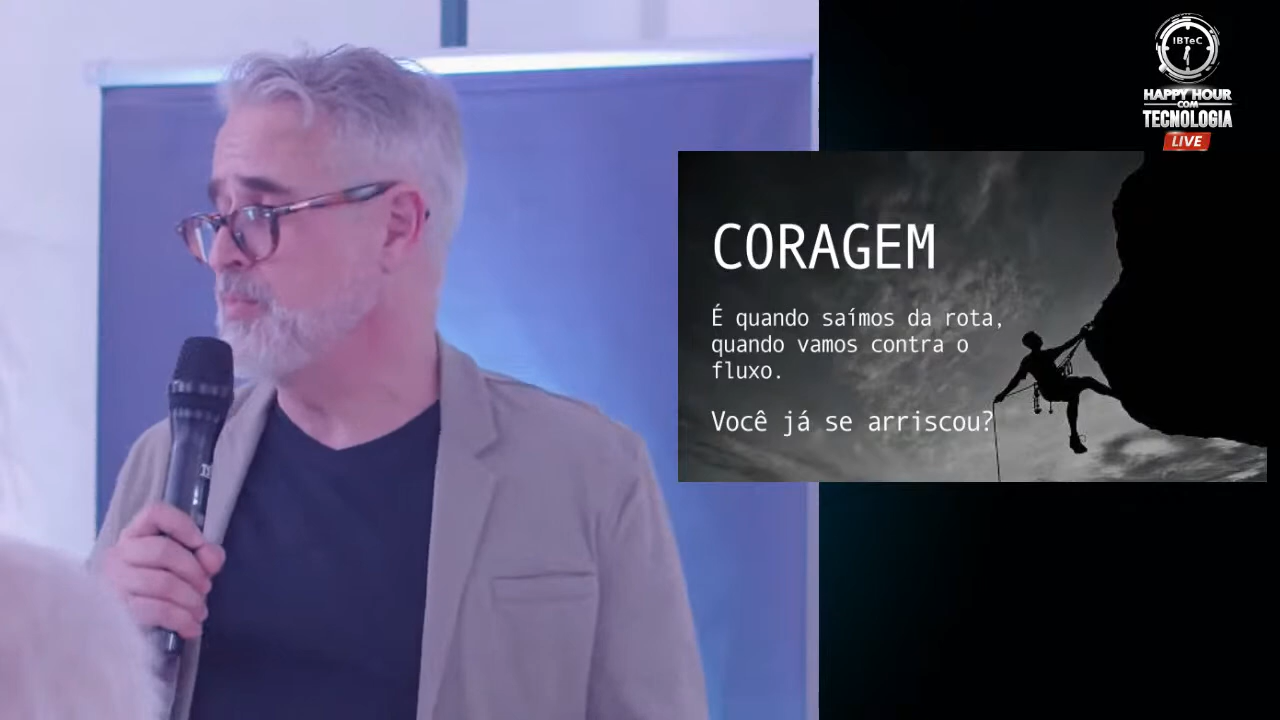 IBTeC
HAPPY HOUR
COM
TECNOLOGIA
LIVE
CORAGEM
É quando saímos da rota,
quando vamos contra o
fluxo.
Você já se arriscou?